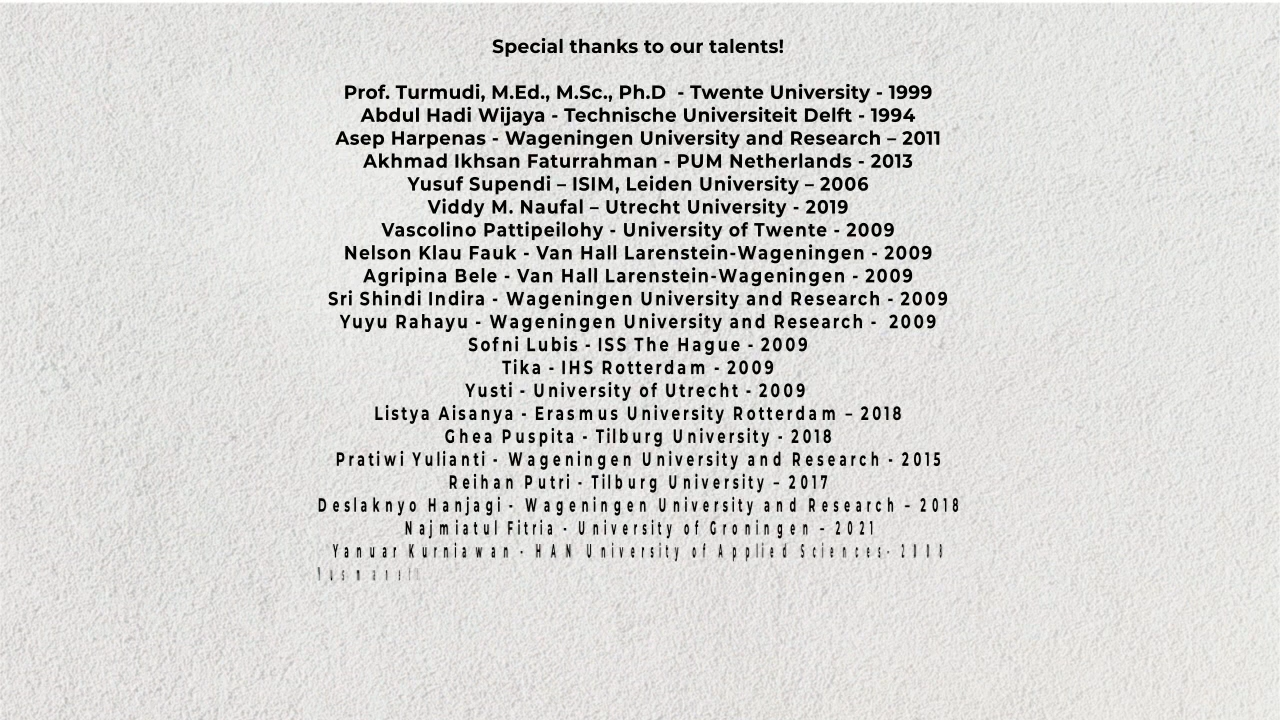 Special thanks to our talents!
Prof. Turmudi, M.Ed., M.Sc., Ph.D  - Twente University - 1999
Abdul Hadi Wijaya - Technische Universiteit Delft - 1994
Asep Harpenas - Wageningen University and Research – 2011
Akhmad Ikhsan Faturrahman - PUM Netherlands - 2013
Yusuf Supendi – ISIM, Leiden University – 2006
Viddy M. Naufal – Utrecht University - 2019
Vascolino Pattipeilohy - University of Twente - 2009
Nelson Klau Fauk - Van Hall Larenstein-Wageningen - 2009
Agripina Bele - Van Hall Larenstein-Wageningen - 2009
Sri Shindi Indira - Wageningen University and Research - 2009
Yuyu Rahayu - Wageningen University and Research -  2009
Sofni Lubis - ISS The Hague - 2009
Tika - IHS Rotterdam - 2009
Yusti - University of Utrecht - 2009
Listya Aisanya - Erasmus University Rotterdam – 2018
Ghea Puspita - Tilburg University - 2018
Pratiwi Yulianti - Wageningen University and Research - 2015
Reihan Putri - Tilburg University – 2017
Deslaknyo Hanjagi - Wageningen University and Research – 2018
Najmiatul Fitria - University of Groningen – 2021
Yanuar Kurniawan - HAN University of Applied Sciences-